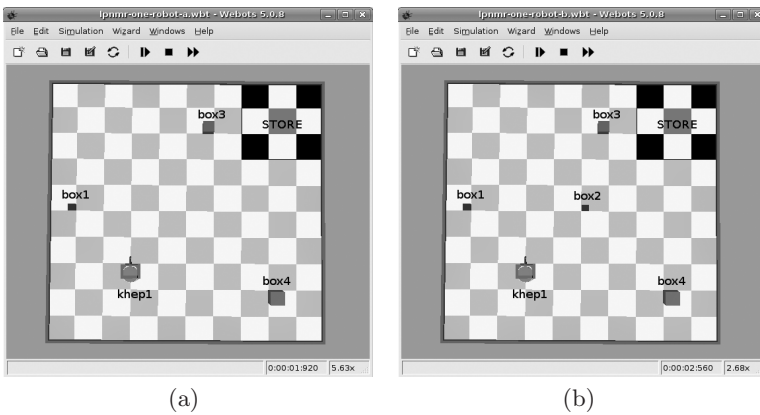 lpnmr-one-robot-a.wbt - Webots 5.0.8
File Edit Simulation Wizard Windows Help
box3
STORE
box1
khep1
box4
0:00:01:920 5.63x
(a)
lpnmr-one-robot-b.wbt - Webots 5.0.8
File Edit Simulation Wizard Windows Help
box3
STORE
box1
box2
khep1
box4
0:00:02:560 2.68x
(b)